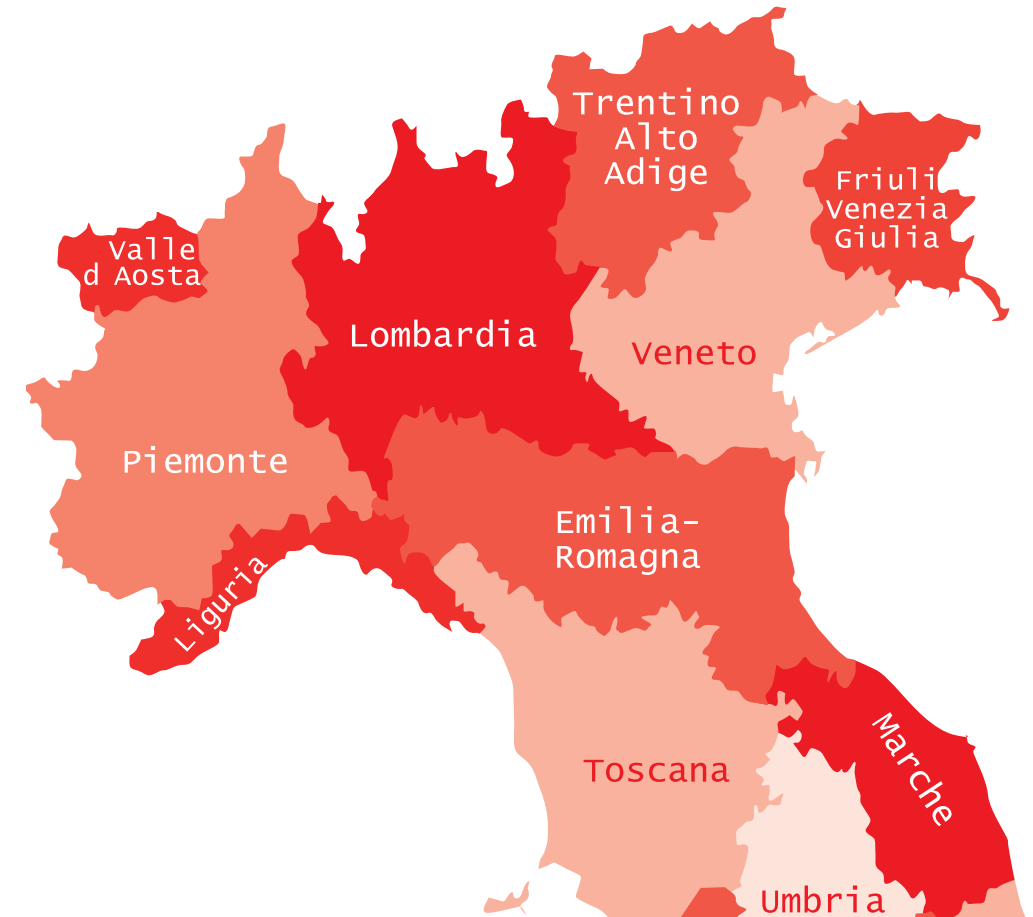 Trentino
Alto
Adige
Friuli
Venezia
Giulia
Valle
d Aosta
Lombardia
Veneto
Piemonte
Emilia-
Romagna
Liguria
Toscana
Marche
Umbria